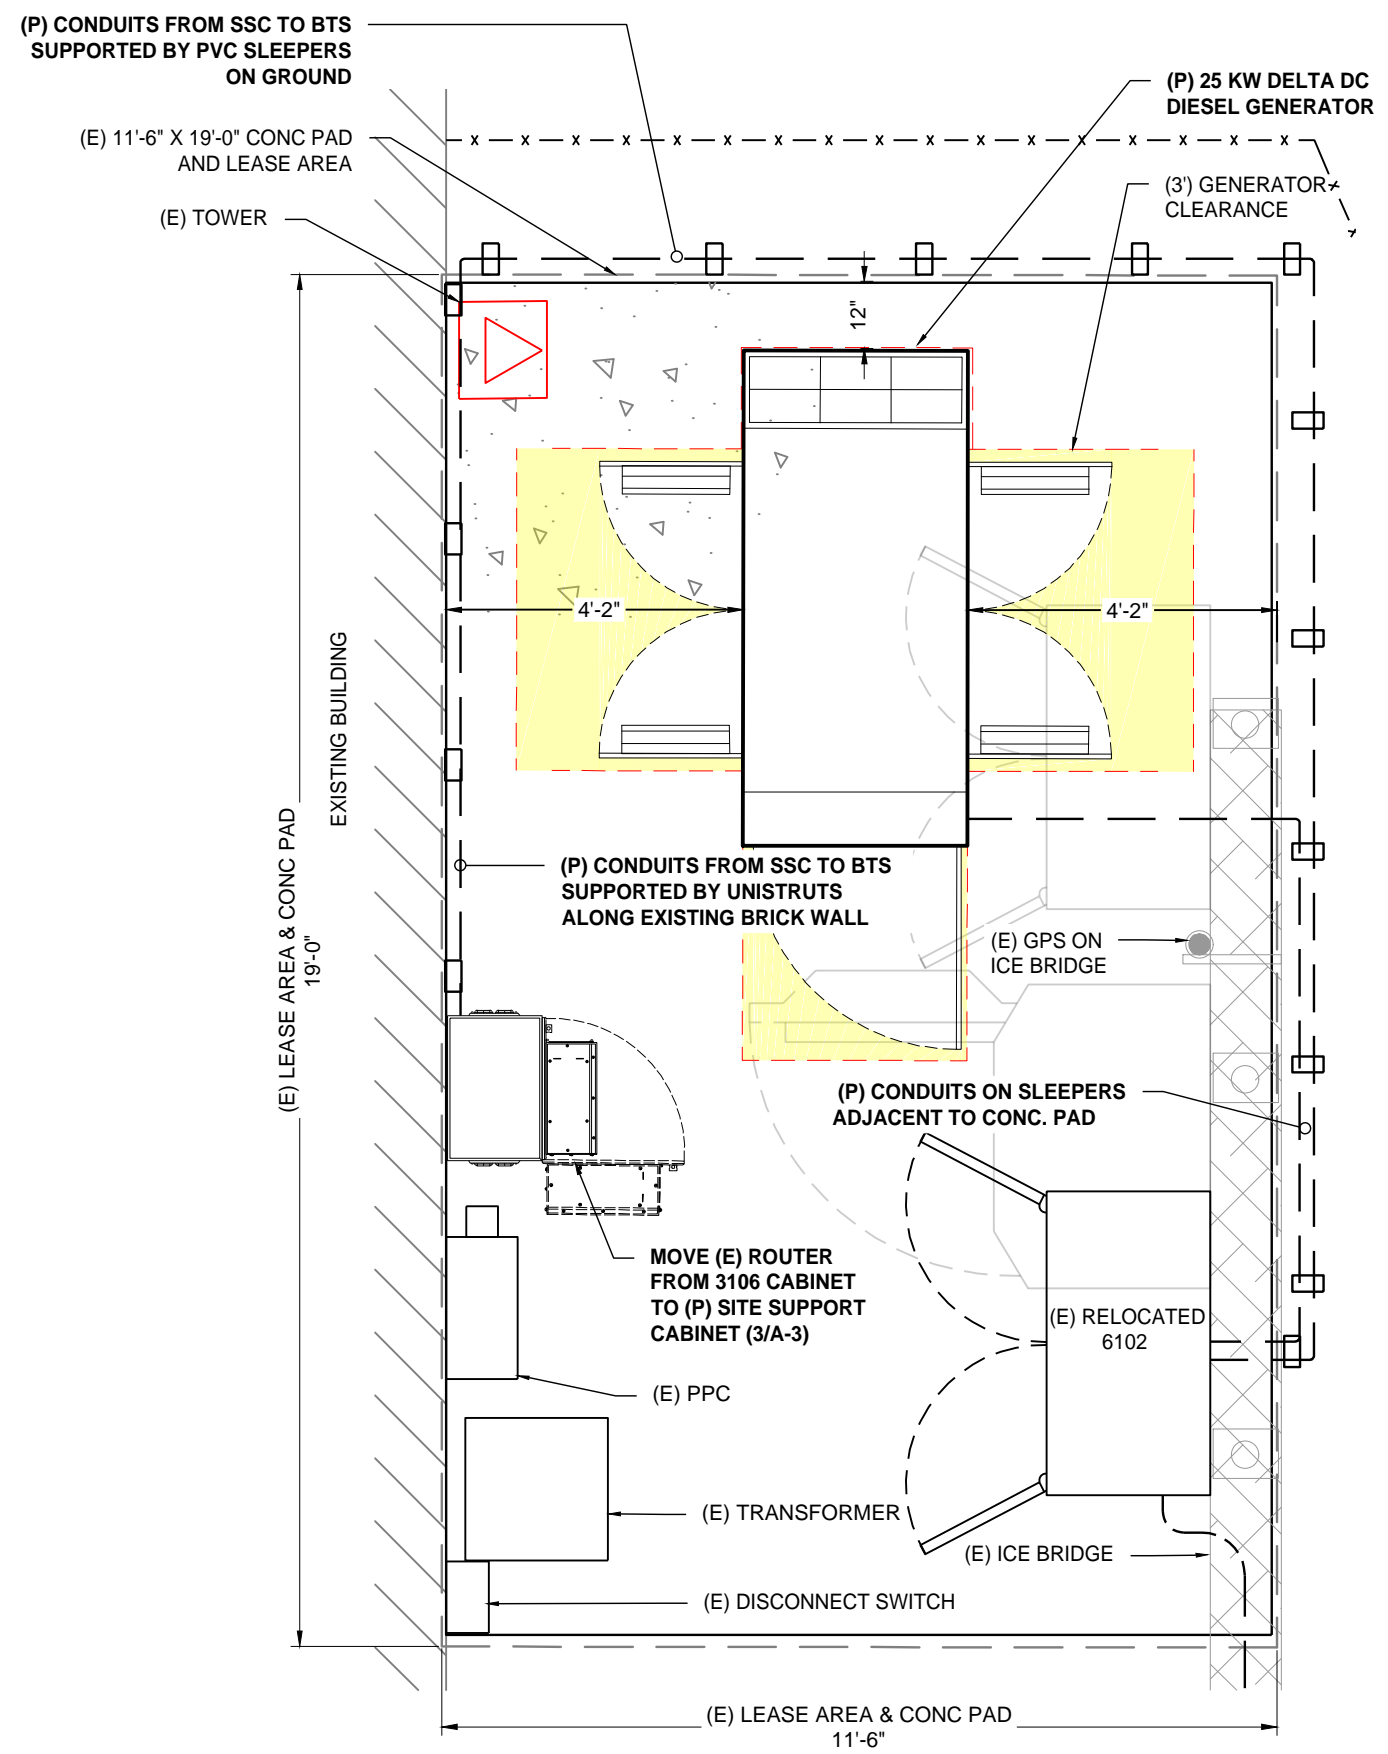 (P) CONDUITS FROM SSC TO BTS
SUPPORTED BY PVC SLEEPERS
ON GROUND
(P) 25 KW DELTA DC
DIESEL GENERATOR
(E) 11'-6" X 19'-0" CONC PAD
AND LEASE AREA
(3') GENERATOR
CLEARANCE
(E) TOWER
12"
4'-2"
4'-2"
EXISTING BUILDING
(E) LEASE AREA & CONC PAD
19'-0"
(P) CONDUITS FROM SSC TO BTS
SUPPORTED BY UNISTRUTS
ALONG EXISTING BRICK WALL
(E) GPS ON
ICE BRIDGE
(P) CONDUITS ON SLEEPERS
ADJACENT TO CONC. PAD
MOVE (E) ROUTER
FROM 3106 CABINET
TO (P) SITE SUPPORT
CABINET (3/A-3)
(E) RELOCATED
6102
(E) PPC
(E) TRANSFORMER
(E) ICE BRIDGE
(E) DISCONNECT SWITCH
(E) LEASE AREA & CONC PAD
11'-6"